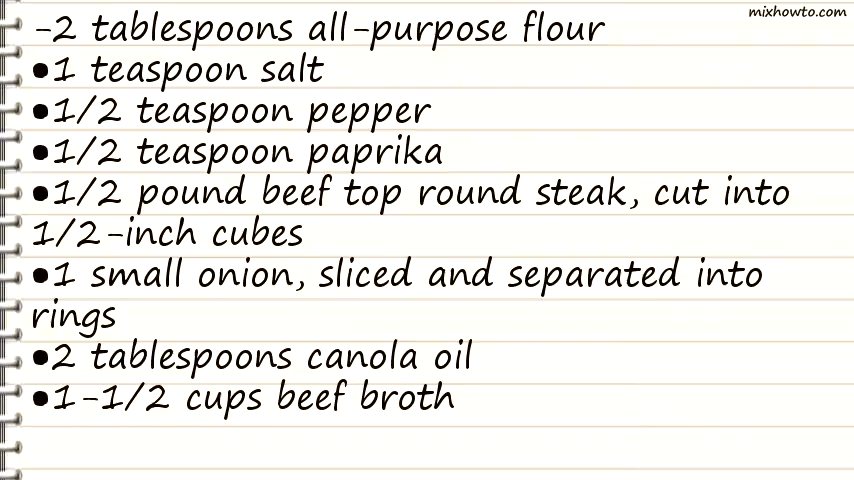 mixhowto.com
-2 tablespoons all-purpose flour
●1 teaspoon salt
●1/2 teaspoon pepper
●1/2 teaspoon paprika
●1/2 pound beef top round steak, cut into
1/2-inch cubes
●1 small onion, sliced and separated into
rings
●2 tablespoons canola oil
●1-1/2 cups beef broth